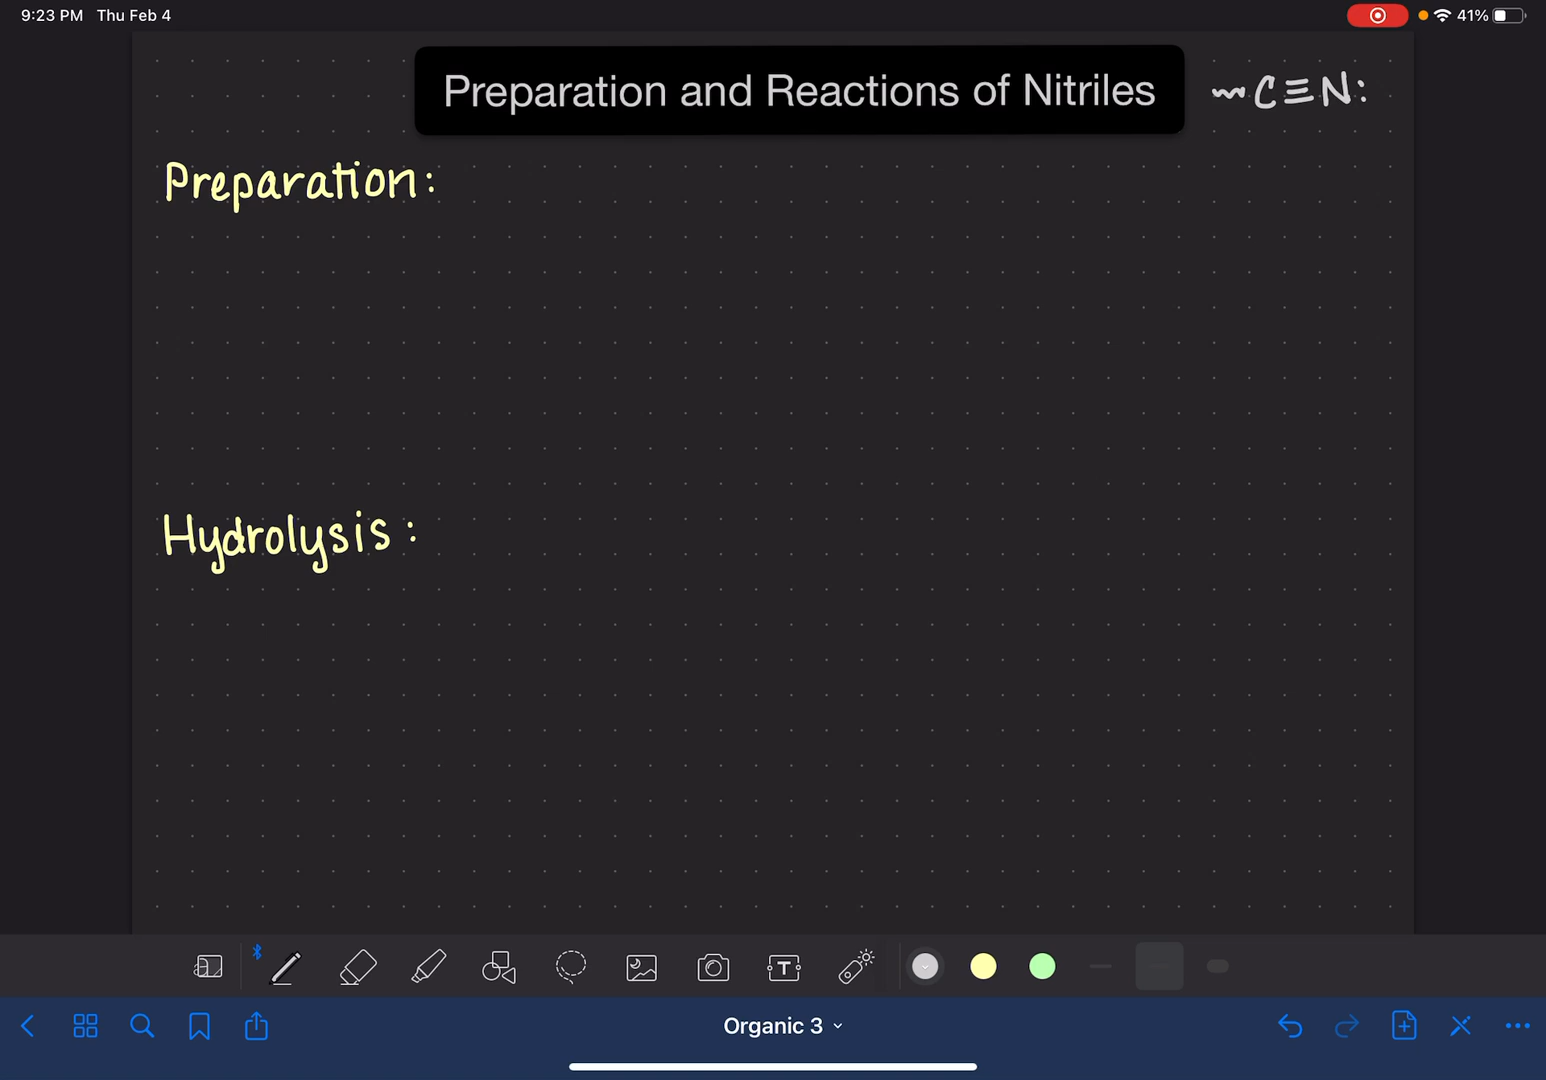 9:23 PM Thu Feb 4
41%
Preparation and Reactions of Nitriles
~C≡N:
Preparation:
Hydrolysis:
Organic 3